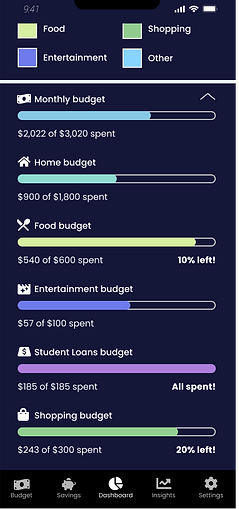 9:41
Food
Shopping
Entertainment
Other
Monthly budget
$2,022 of $3,020 spent
Home budget
$900 of $1,800 spent
Food budget
$540 of $600 spent
10% left!
Entertainment budget
$57 of $100 spent
Student Loans budget
$185 of $185 spent
All spent!
Shopping budget
$243 of $300 spent
20% left!
Budget
Savings
Dashboard
Insights
Settings